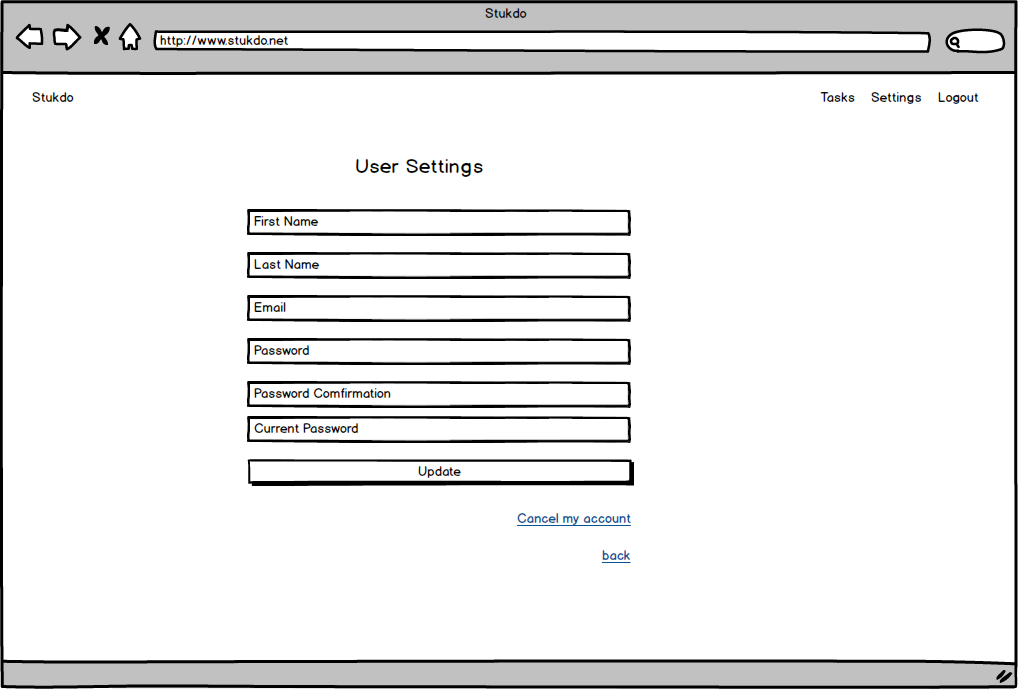 Stukdo
http://www.stukdo.net
Stukdo Tasks Settings Logout
User Settings
First Name
Last Name
Email
Password
Password Comfirmation
Current Password
Update
Cancel my account
back